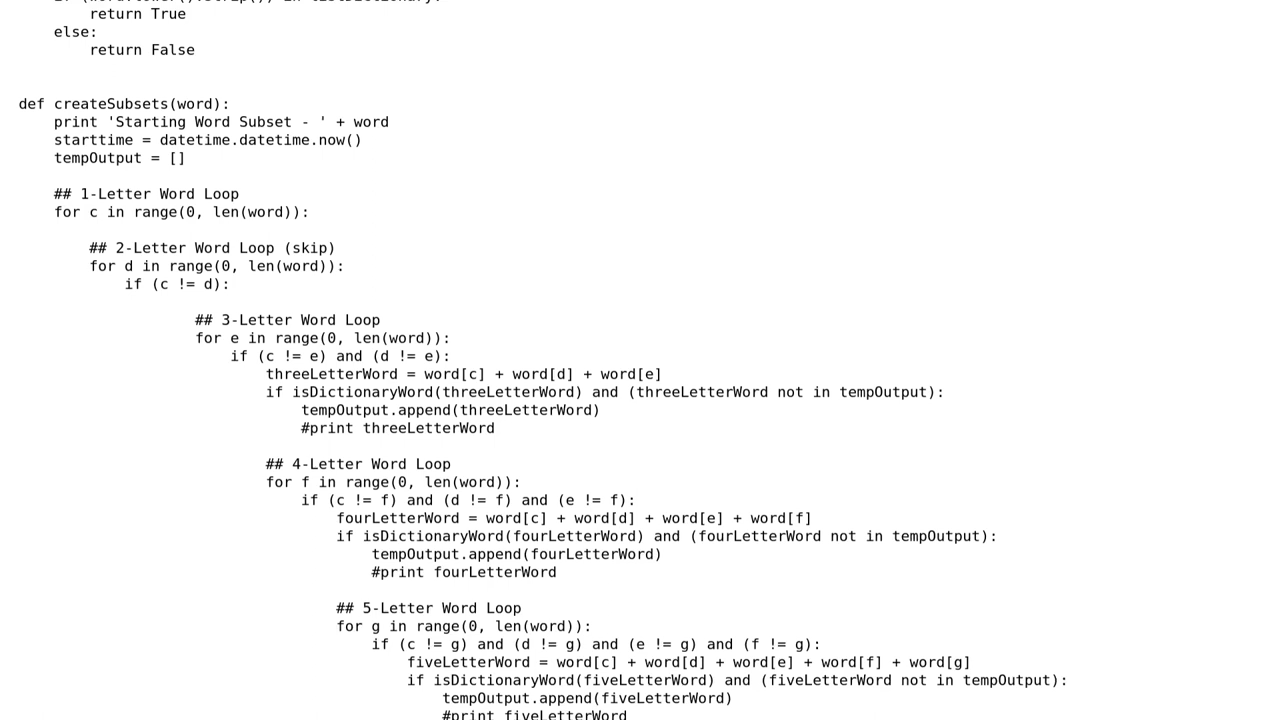 return True
    else:
        return False


def createSubsets(word):
    print 'Starting Word Subset - ' + word
    starttime = datetime.datetime.now()
    tempOutput = []

    ## 1-Letter Word Loop
    for c in range(0, len(word)):

        ## 2-Letter Word Loop (skip)
        for d in range(0, len(word)):
            if (c != d):

                    ## 3-Letter Word Loop
                    for e in range(0, len(word)):
                        if (c != e) and (d != e):
                            threeLetterWord = word[c] + word[d] + word[e]
                            if isDictionaryWord(threeLetterWord) and (threeLetterWord not in tempOutput):
                                tempOutput.append(threeLetterWord)
                                #print threeLetterWord

                            ## 4-Letter Word Loop
                            for f in range(0, len(word)):
                                if (c != f) and (d != f) and (e != f):
                                    fourLetterWord = word[c] + word[d] + word[e] + word[f]
                                    if isDictionaryWord(fourLetterWord) and (fourLetterWord not in tempOutput):
                                        tempOutput.append(fourLetterWord)
                                        #print fourLetterWord

                                    ## 5-Letter Word Loop
                                    for g in range(0, len(word)):
                                        if (c != g) and (d != g) and (e != g) and (f != g):
                                            fiveLetterWord = word[c] + word[d] + word[e] + word[f] + word[g]
                                            if isDictionaryWord(fiveLetterWord) and (fiveLetterWord not in tempOutput):
                                                tempOutput.append(fiveLetterWord)
                                                #print fiveLetterWord